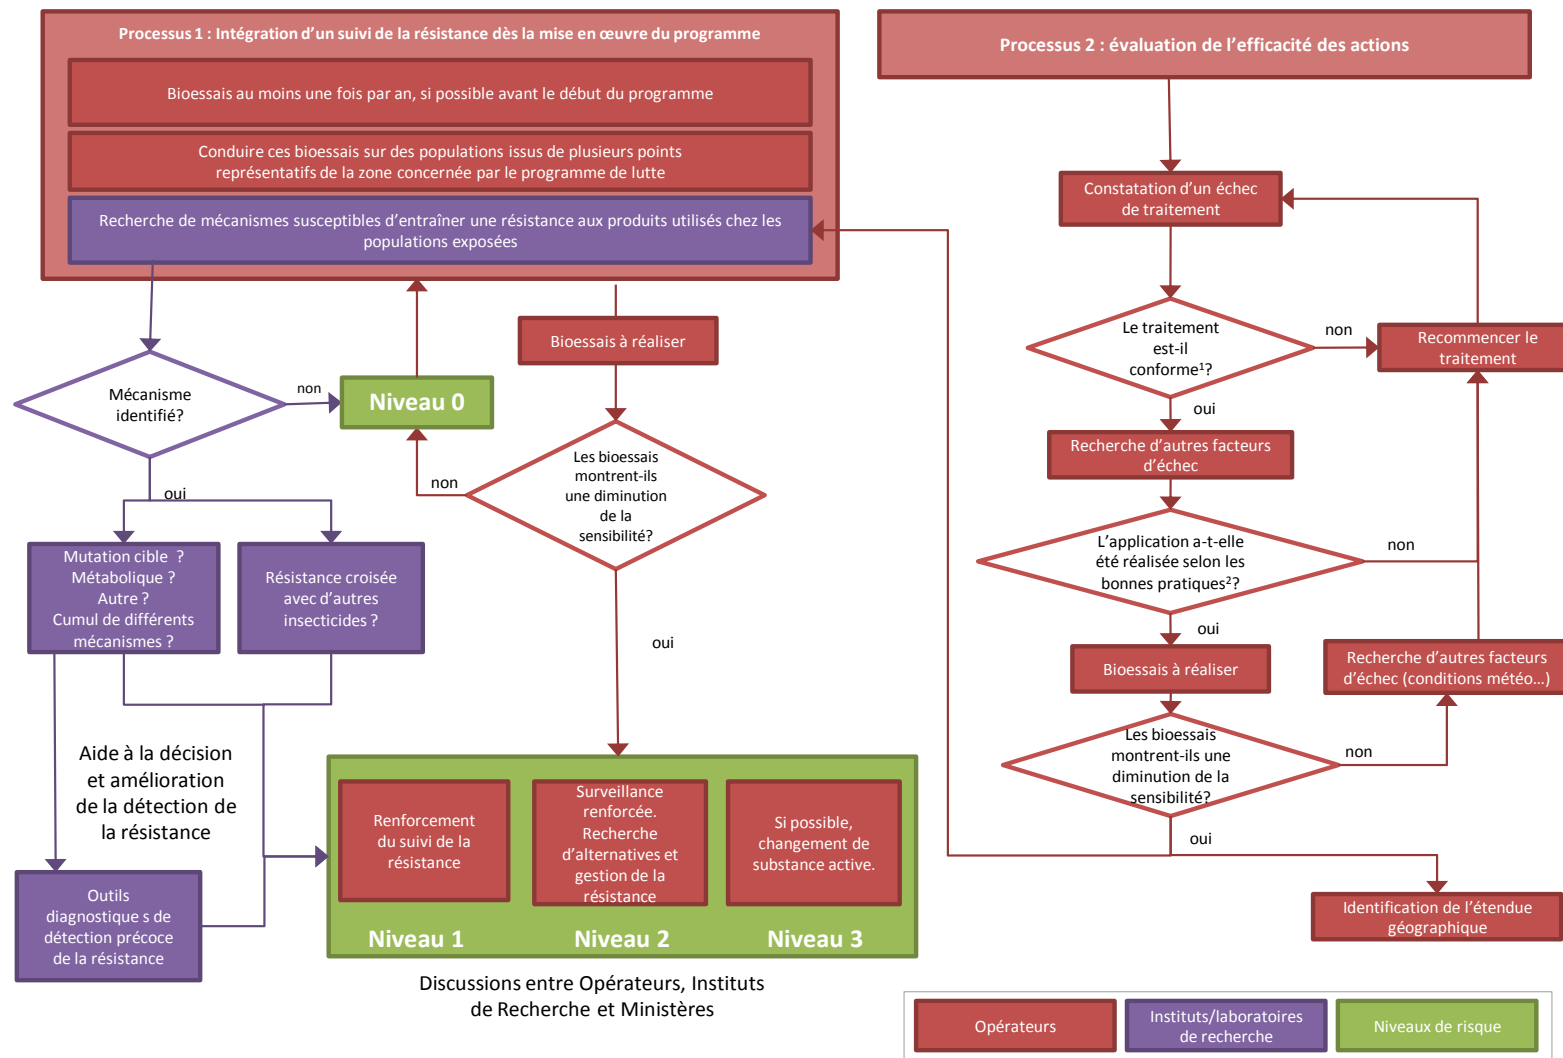 Processus 1 : Intégration d'un suivi de la résistance dès la mise en œuvre du programme
Bioessais au moins une fois par an, si possible avant le début du programme
Conduire ces bioessais sur des populations issus de plusieurs points
représentatifs de la zone concernée par le programme de lutte
Recherche de mécanismes susceptibles d'entraîner une résistance aux produits utilisés chez les
populations exposées
Mécanisme
identifié?
non
Niveau 0
oui
Mutation cible ?
Métabolique ?
Autre ?
Cumul de différents
mécanismes ?
Résistance croisée
avec d'autres
insecticides ?
Aide à la décision
et amélioration
de la détection de
la résistance
Outils
diagnostique s de
détection précoce
de la résistance
Bioessais à réaliser
Les bioessais
montrent-ils
une diminution
de la
sensibilité?
non
oui
Renforcement
du suivi de la
résistance
Niveau 1
Surveillance
renforcée.
Recherche
d'alternatives et
gestion de la
résistance
Niveau 2
Si possible,
changement de
substance active.
Niveau 3
Discussions entre Opérateurs, Instituts
de Recherche et Ministères
Processus 2 : évaluation de l'efficacité des actions
Constatation d'un échec
de traitement
Le traitement
est-il
conforme¹?
non
Recommencer le
traitement
oui
Recherche d'autres facteurs
d'échec
L'application a-t-elle
été réalisée selon les
bonnes pratiques²?
non
oui
Bioessais à réaliser
Recherche d'autres facteurs
d'échec (conditions météo...)
Les bioessais
montrent-ils une
diminution de la
sensibilité?
non
oui
Identification de l'étendue
géographique
Opérateurs
Instituts/laboratoires
de recherche
Niveaux de risque